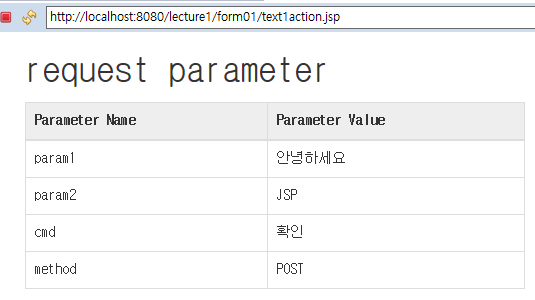 http://localhost:8080/lecture1/form01/text1action.jsp
request parameter
Parameter Name Parameter Value
param1 안녕하세요
param2 JSP
cmd 확인
method POST